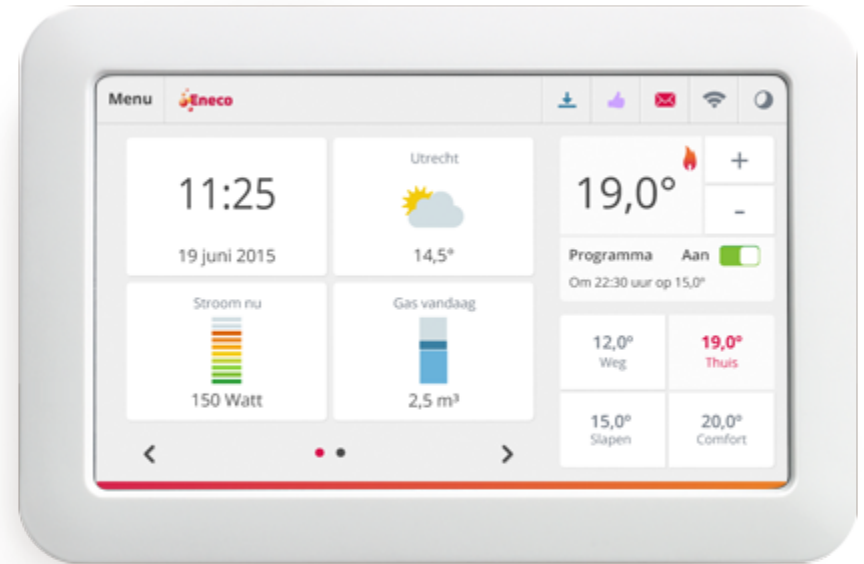 Menu Eneco
11:25
19 juni 2015
Utrecht
14,5°
Stroom nu
150 Watt
Gas vandaag
2,5 m³
19,0°
+
-
Programma Aan
Om 22:30 uur op 15,0°
12,0°
Weg
19,0°
Thuis
15,0°
Slapen
20,0°
Comfort